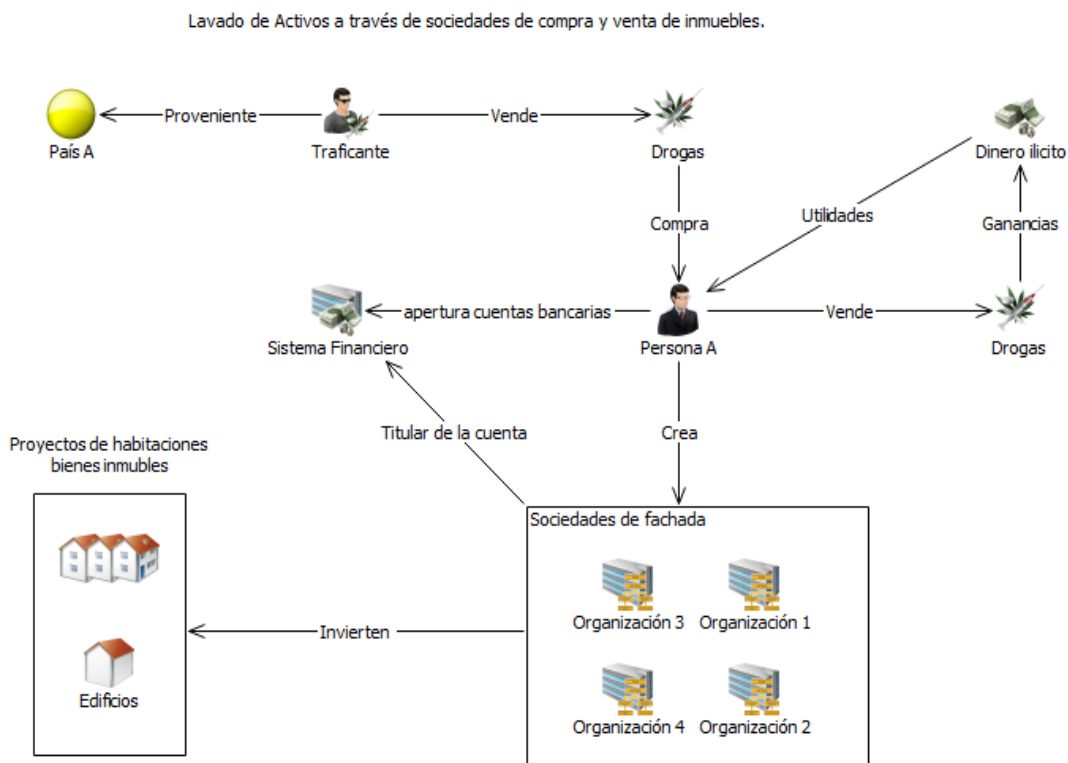 Lavado de Activos a través de sociedades de compra y venta de inmuebles.
Proveniente
Vende
País A
Traficante
Drogas
Dinero ilicito
Compra
Utilidades
Ganancias
apertura cuentas bancarias
Vende
Sistema Financiero
Persona A
Drogas
Titular de la cuenta
Crea
Proyectos de habitaciones
bienes inmubles
Sociedades de fachada
Organización 3
Organización 1
Invierten
Edificios
Organización 4
Organización 2